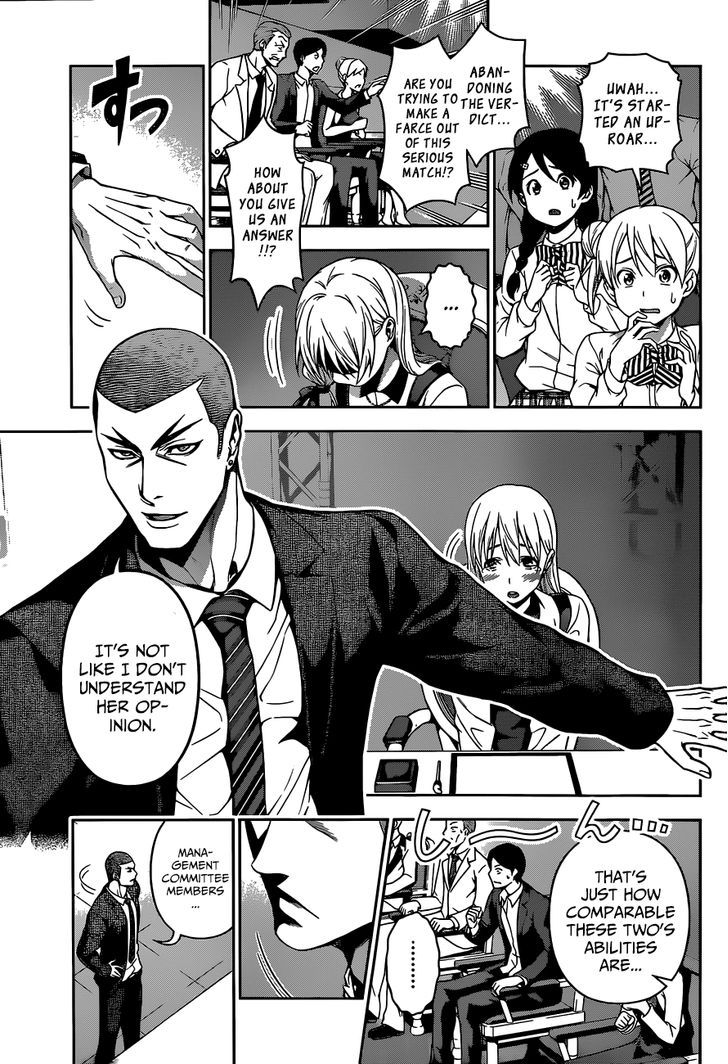 UWAH...
IT'S STAR-
TED AN UP-
ROAR...
ABAN-
DONING
THE VER-
DICT...
ARE YOU
TRYING TO
MAKE A
FARCE OUT
OF THIS
SERIOUS
MATCH!?
HOW
ABOUT
YOU GIVE
US AN
ANSWER
!!?
...
すっ
IT'S NOT
LIKE I DON'T
UNDERSTAND
HER OP-
INION.
THAT'S
JUST HOW
COMPARABLE
THESE TWO'S
ABILITIES
ARE...
しーん...
........
MANA-
GEMENT
COMMITTEE
MEMBERS
...